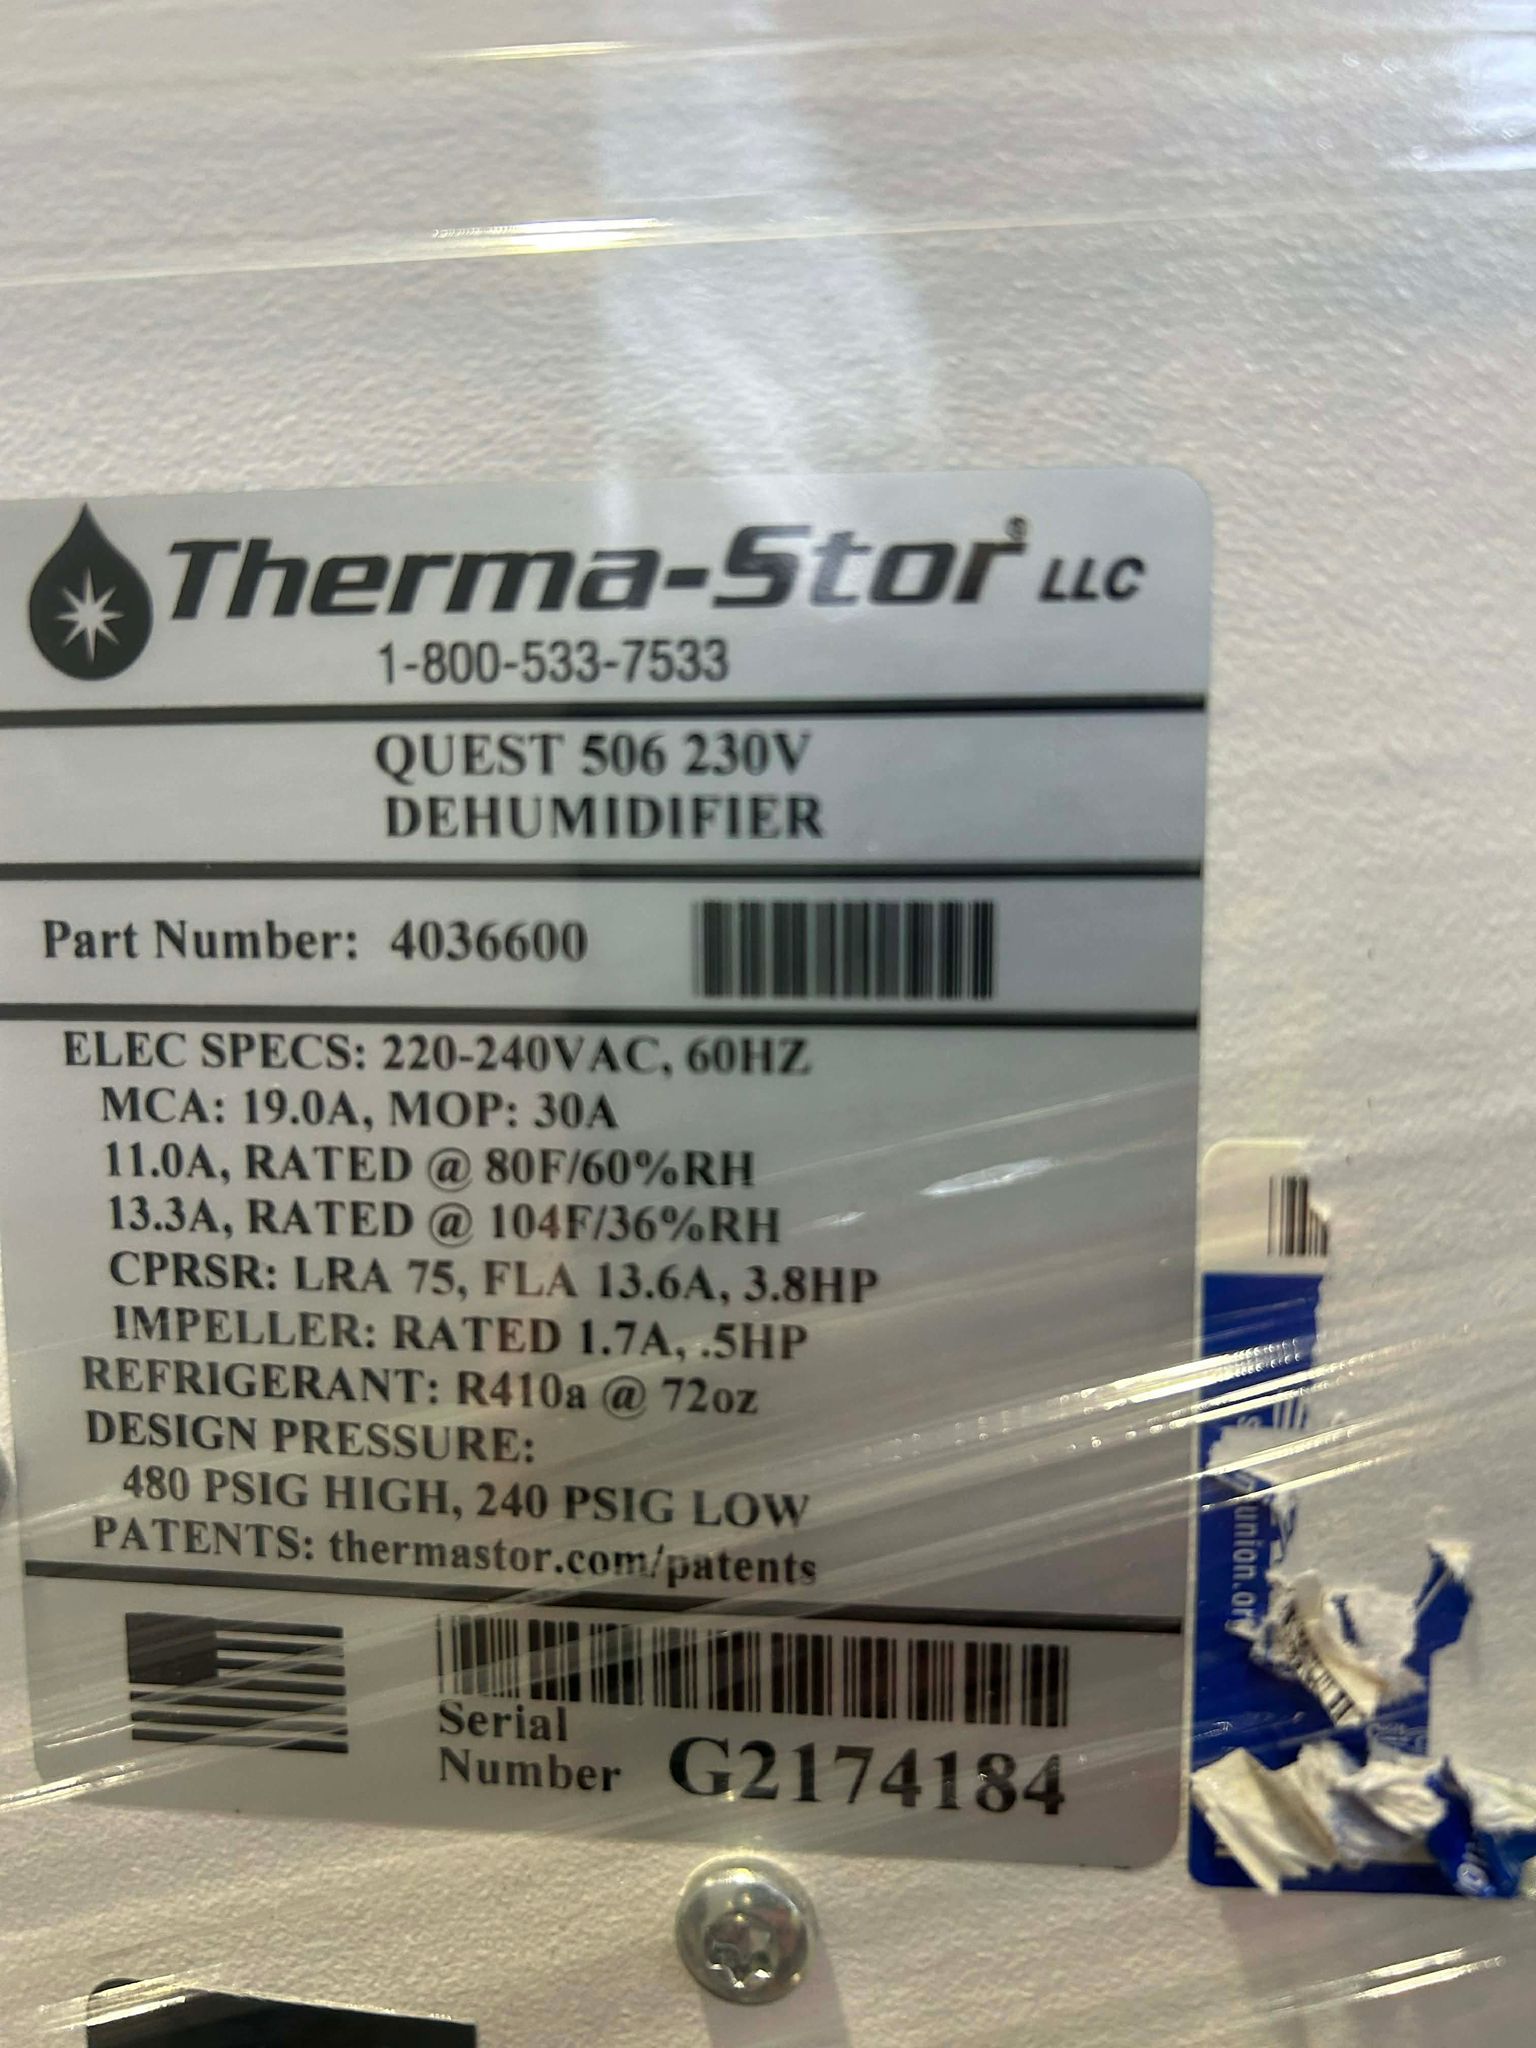 Therma-Stor® LLC
1-800-533-7533
QUEST 506 230V
DEHUMIDIFIER
Part Number: 4036600
ELEC SPECS: 220-240VAC, 60HZ
MCA: 19.0A, MOP: 30A
11.0A, RATED @ 80F/60%RH
13.3A, RATED @ 104F/36%RH
CPRSR: LRA 75, FLA 13.6A, 3.8HP
IMPELLER: RATED 1.7A, .5HP
REFRIGERANT: R410a @ 72oz
DESIGN PRESSURE:
480 PSIG HIGH, 240 PSIG LOW
PATENTS: thermastor.com/patents
Serial
Number G2174184
union.org